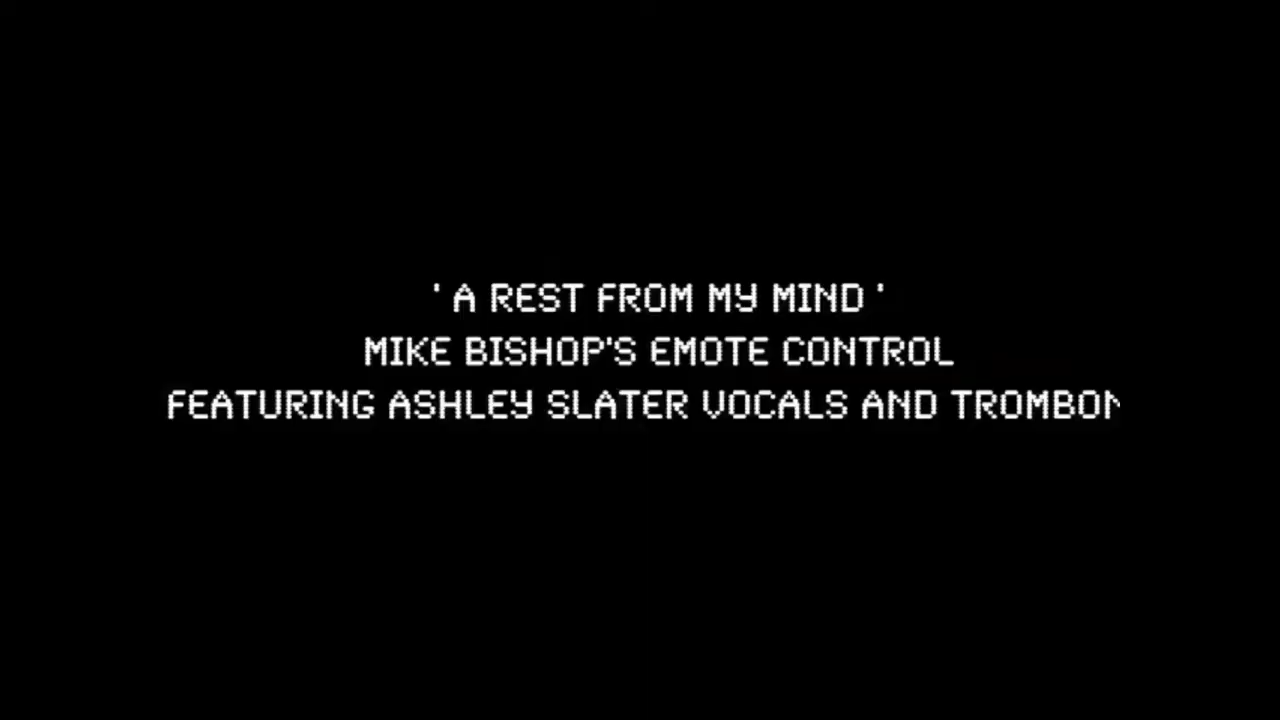 ' A REST FROM MY MIND '
MIKE BISHOP'S EMOTE CONTROL
FEATURING ASHLEY SLATER VOCALS AND TROMBON